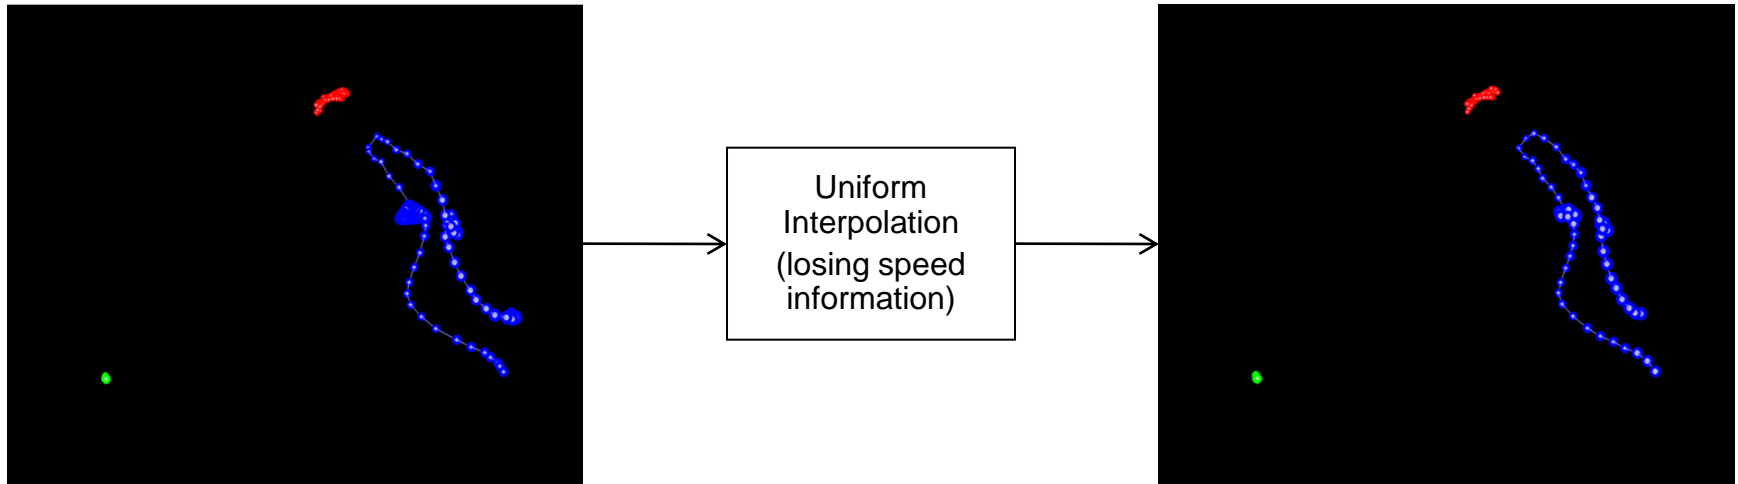 Uniform
Interpolation
(losing speed
information)